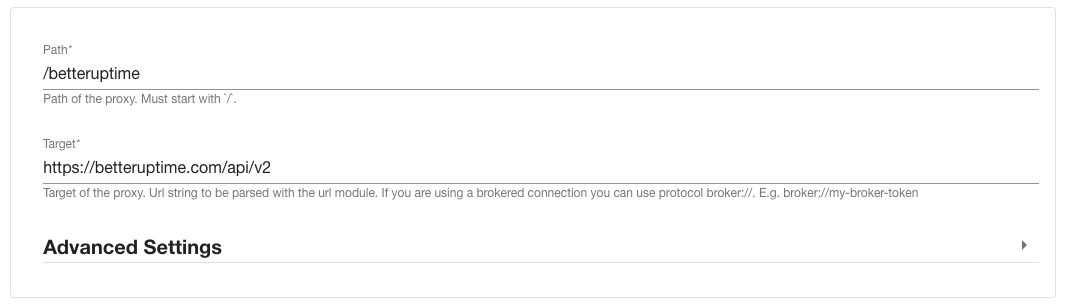 Path*
/betteruptime
Path of the proxy. Must start with `/`.
Target*
https://betteruptime.com/api/v2
Target of the proxy. Url string to be parsed with the url module. If you are using a brokered connection you can use protocol broker://. E.g. broker://my-broker-token
Advanced Settings